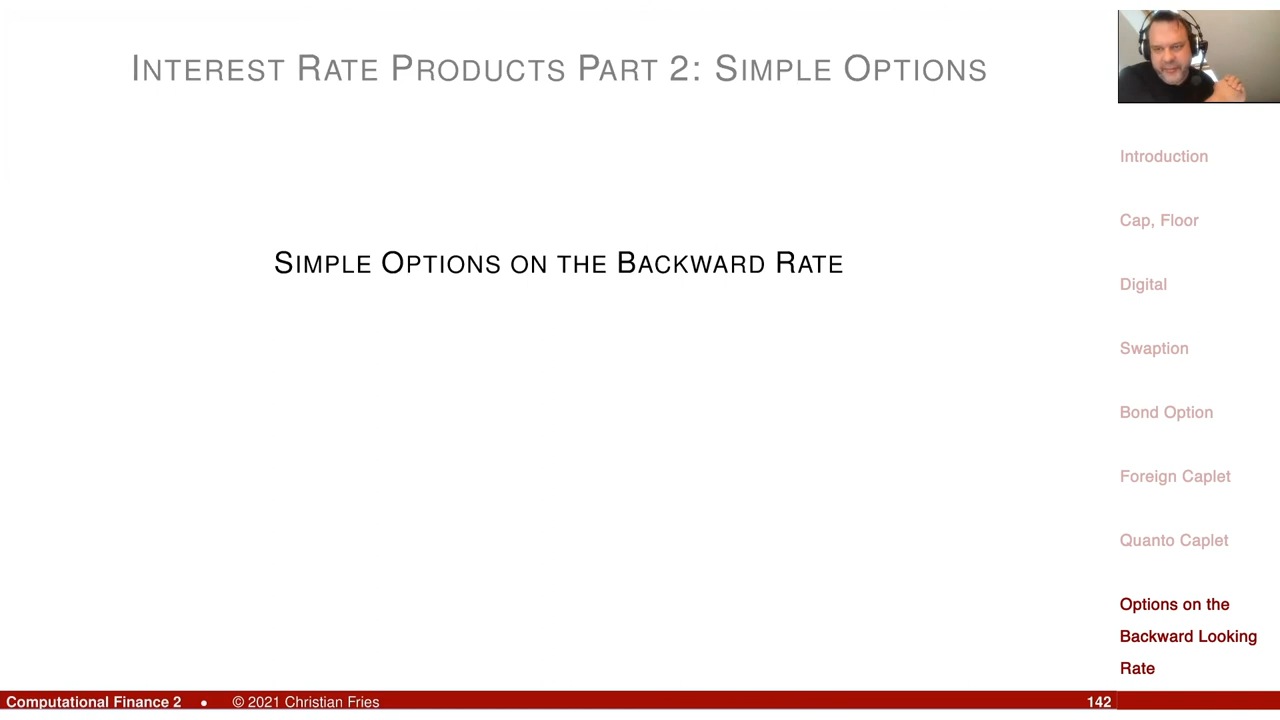 INTEREST RATE PRODUCTS PART 2: SIMPLE OPTIONS
SIMPLE OPTIONS ON THE BACKWARD RATE
Introduction
Cap, Floor
Digital
Swaption
Bond Option
Foreign Caplet
Quanto Caplet
Options on the
Backward Looking
Rate
Computational Finance 2 • © 2021 Christian Fries 142